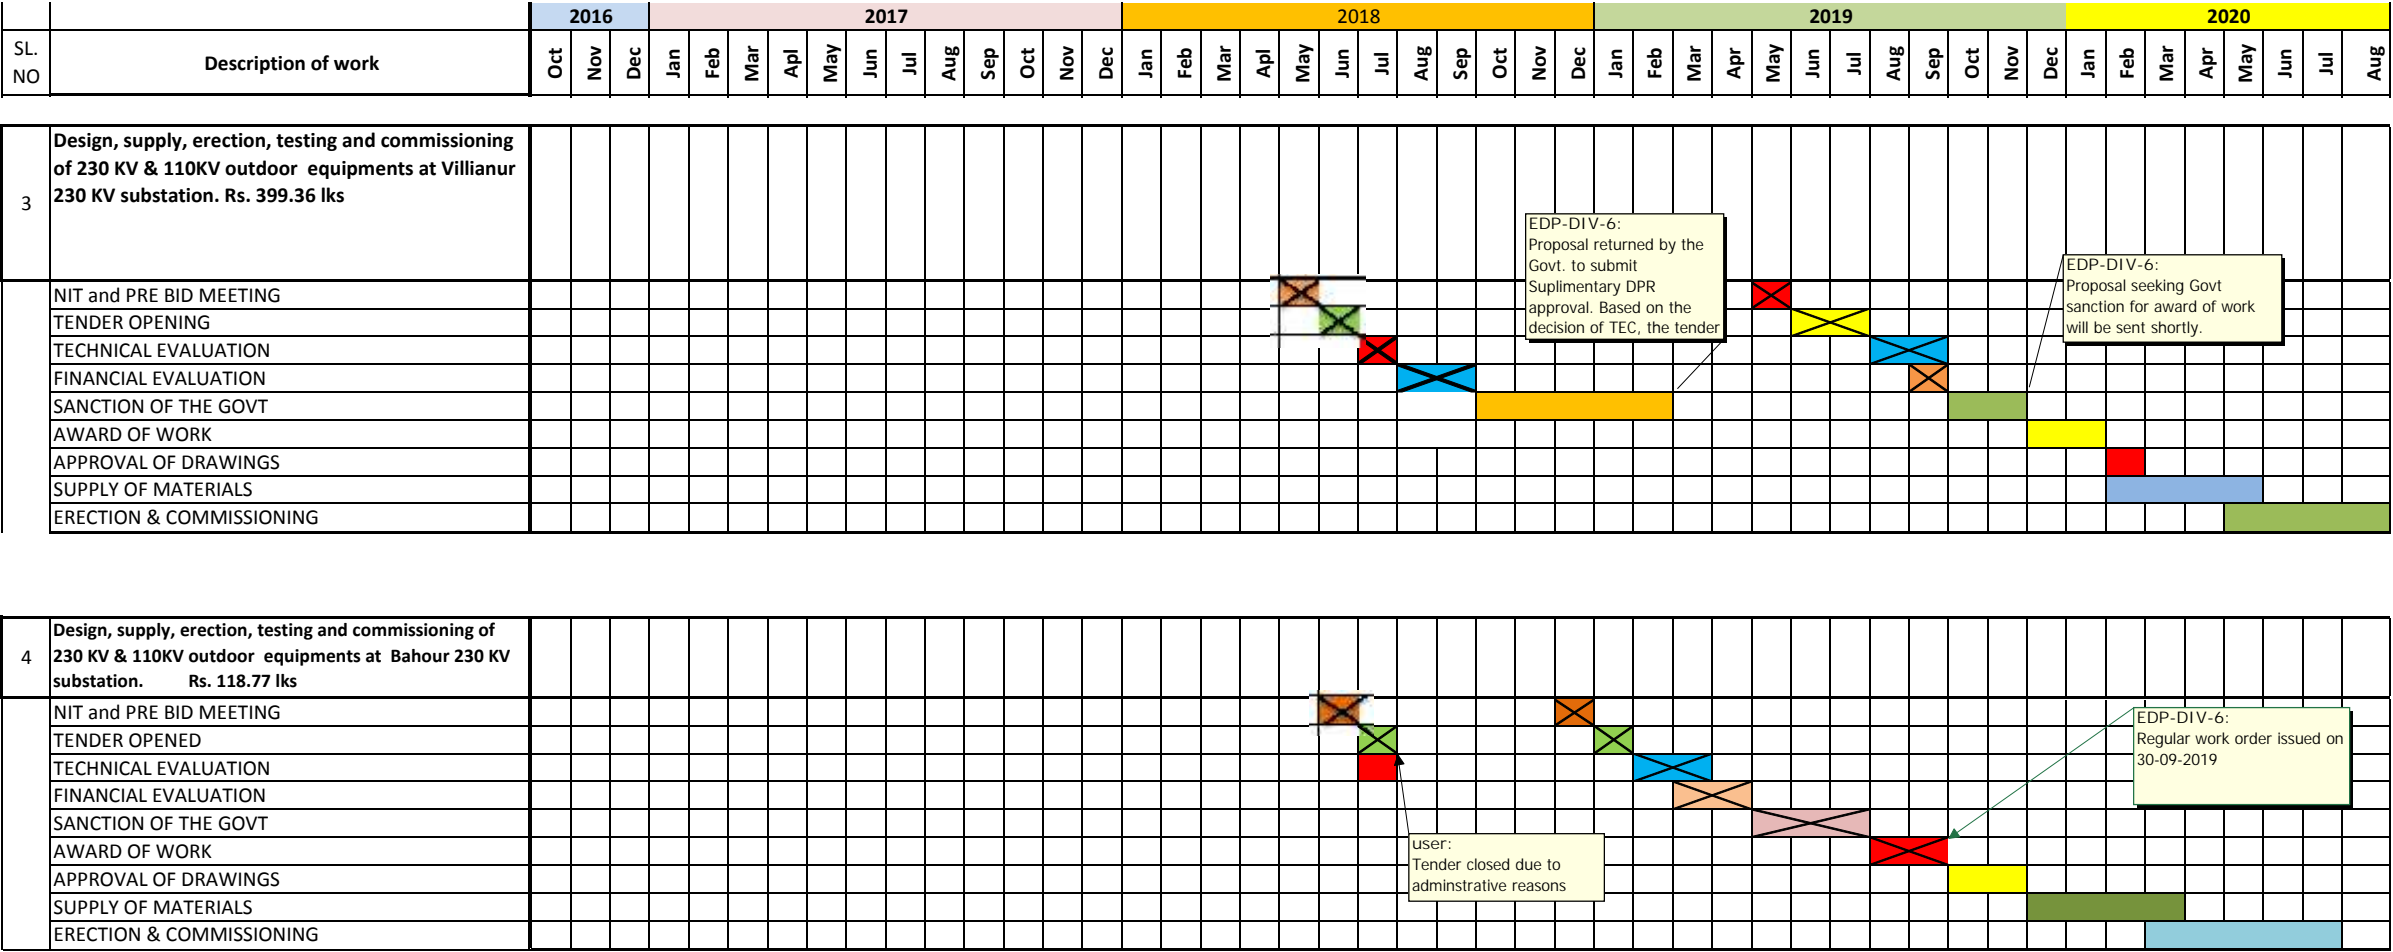 2016 2017 2018 2019 2020
SL. NO Description of work Oct Nov Dec Jan Feb Mar Apl May Jun Jul Aug Sep Oct Nov Dec Jan Feb Mar Apl May Jun Jul Aug Sep Oct Nov Dec Jan Feb Mar Apr May Jun Jul Aug Sep Oct Nov Dec Jan Feb Mar Apr May Jun Jul Aug
3
Design, supply, erection, testing and commissioning
of 230 KV & 110KV outdoor equipments at Villianur
230 KV substation. Rs. 399.36 lks
EDP-DIV-6:
Proposal returned by the
Govt. to submit
Suplimentary DPR
approval. Based on the
decision of TEC, the tender
EDP-DIV-6:
Proposal seeking Govt
sanction for award of work
will be sent shortly.
NIT and PRE BID MEETING
TENDER OPENING
TECHNICAL EVALUATION
FINANCIAL EVALUATION
SANCTION OF THE GOVT
AWARD OF WORK
APPROVAL OF DRAWINGS
SUPPLY OF MATERIALS
ERECTION & COMMISSIONING
4
Design, supply, erection, testing and commissioning of
230 KV & 110KV outdoor equipments at Bahour 230 KV
substation. Rs. 118.77 lks
NIT and PRE BID MEETING
TENDER OPENED
TECHNICAL EVALUATION
FINANCIAL EVALUATION
SANCTION OF THE GOVT
AWARD OF WORK
APPROVAL OF DRAWINGS
SUPPLY OF MATERIALS
ERECTION & COMMISSIONING
EDP-DIV-6:
Regular work order issued on
30-09-2019
user:
Tender closed due to
adminstrative reasons